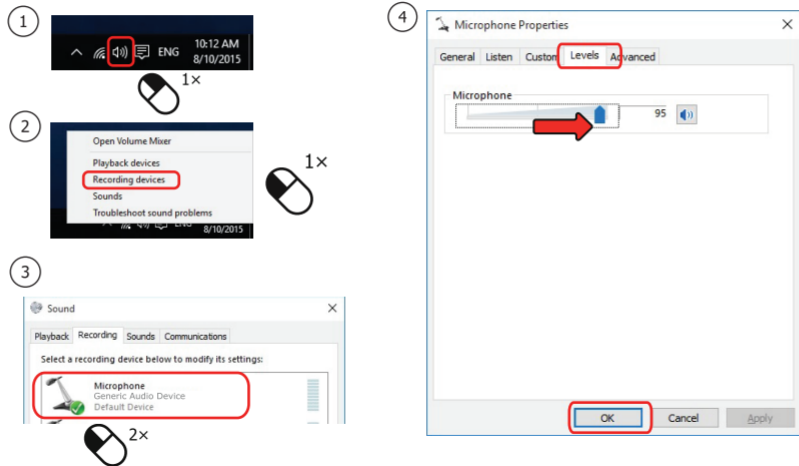 1
ENG
10:12 AM
8/10/2015
1×
2
Open Volume Mixer
Playback devices
Recording devices
Sounds
Troubleshoot sound problems
ENG
8/10/2015
1×
3
Sound
Playback Recording Sounds Communications
Select a recording device below to modify its settings:
Microphone
Generic Audio Device
Default Device
2×
4
Microphone Properties
General Listen Custom Levels Advanced
Microphone
95
OK Cancel Apply